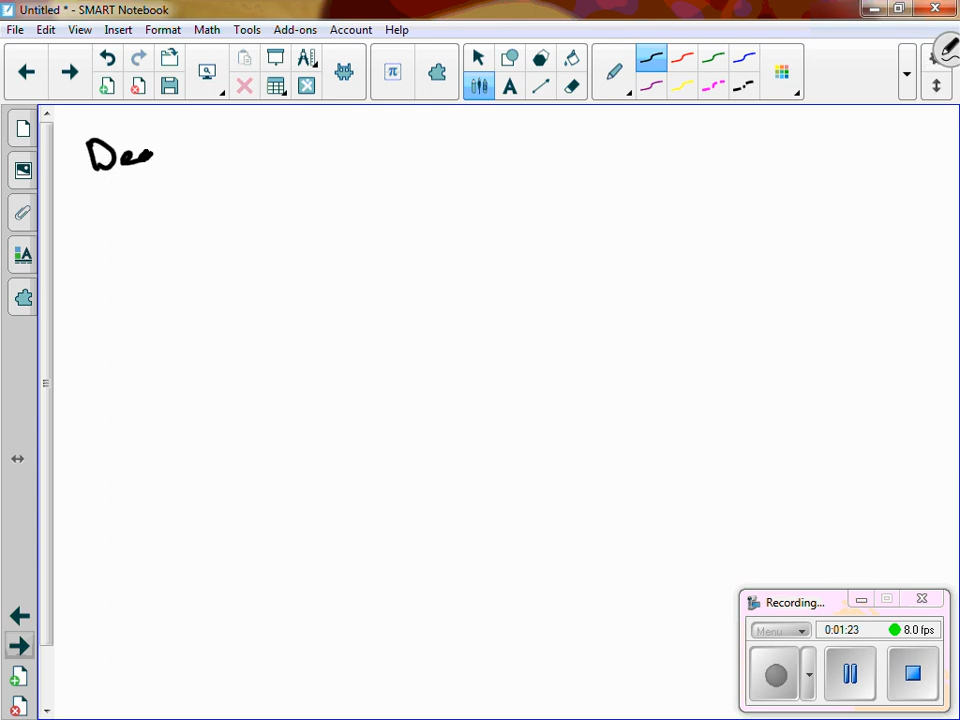 Untitled * - SMART Notebook
File Edit View Insert Format Math Tools Add-ons Account Help
π A
A
Dec
Recording...
Menu 0:01:23 8.0 fps